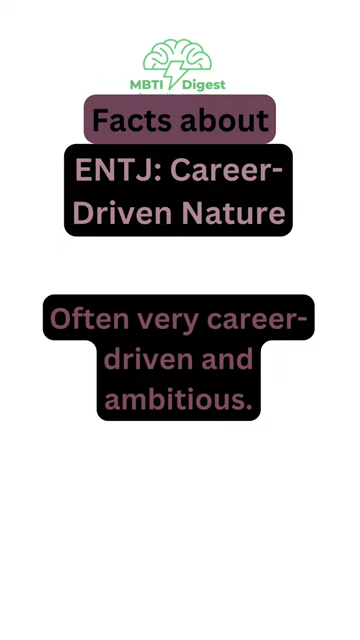 MBTI Digest
Facts about
ENTJ: Career-
Driven Nature
Often very career-
driven and
ambitious.